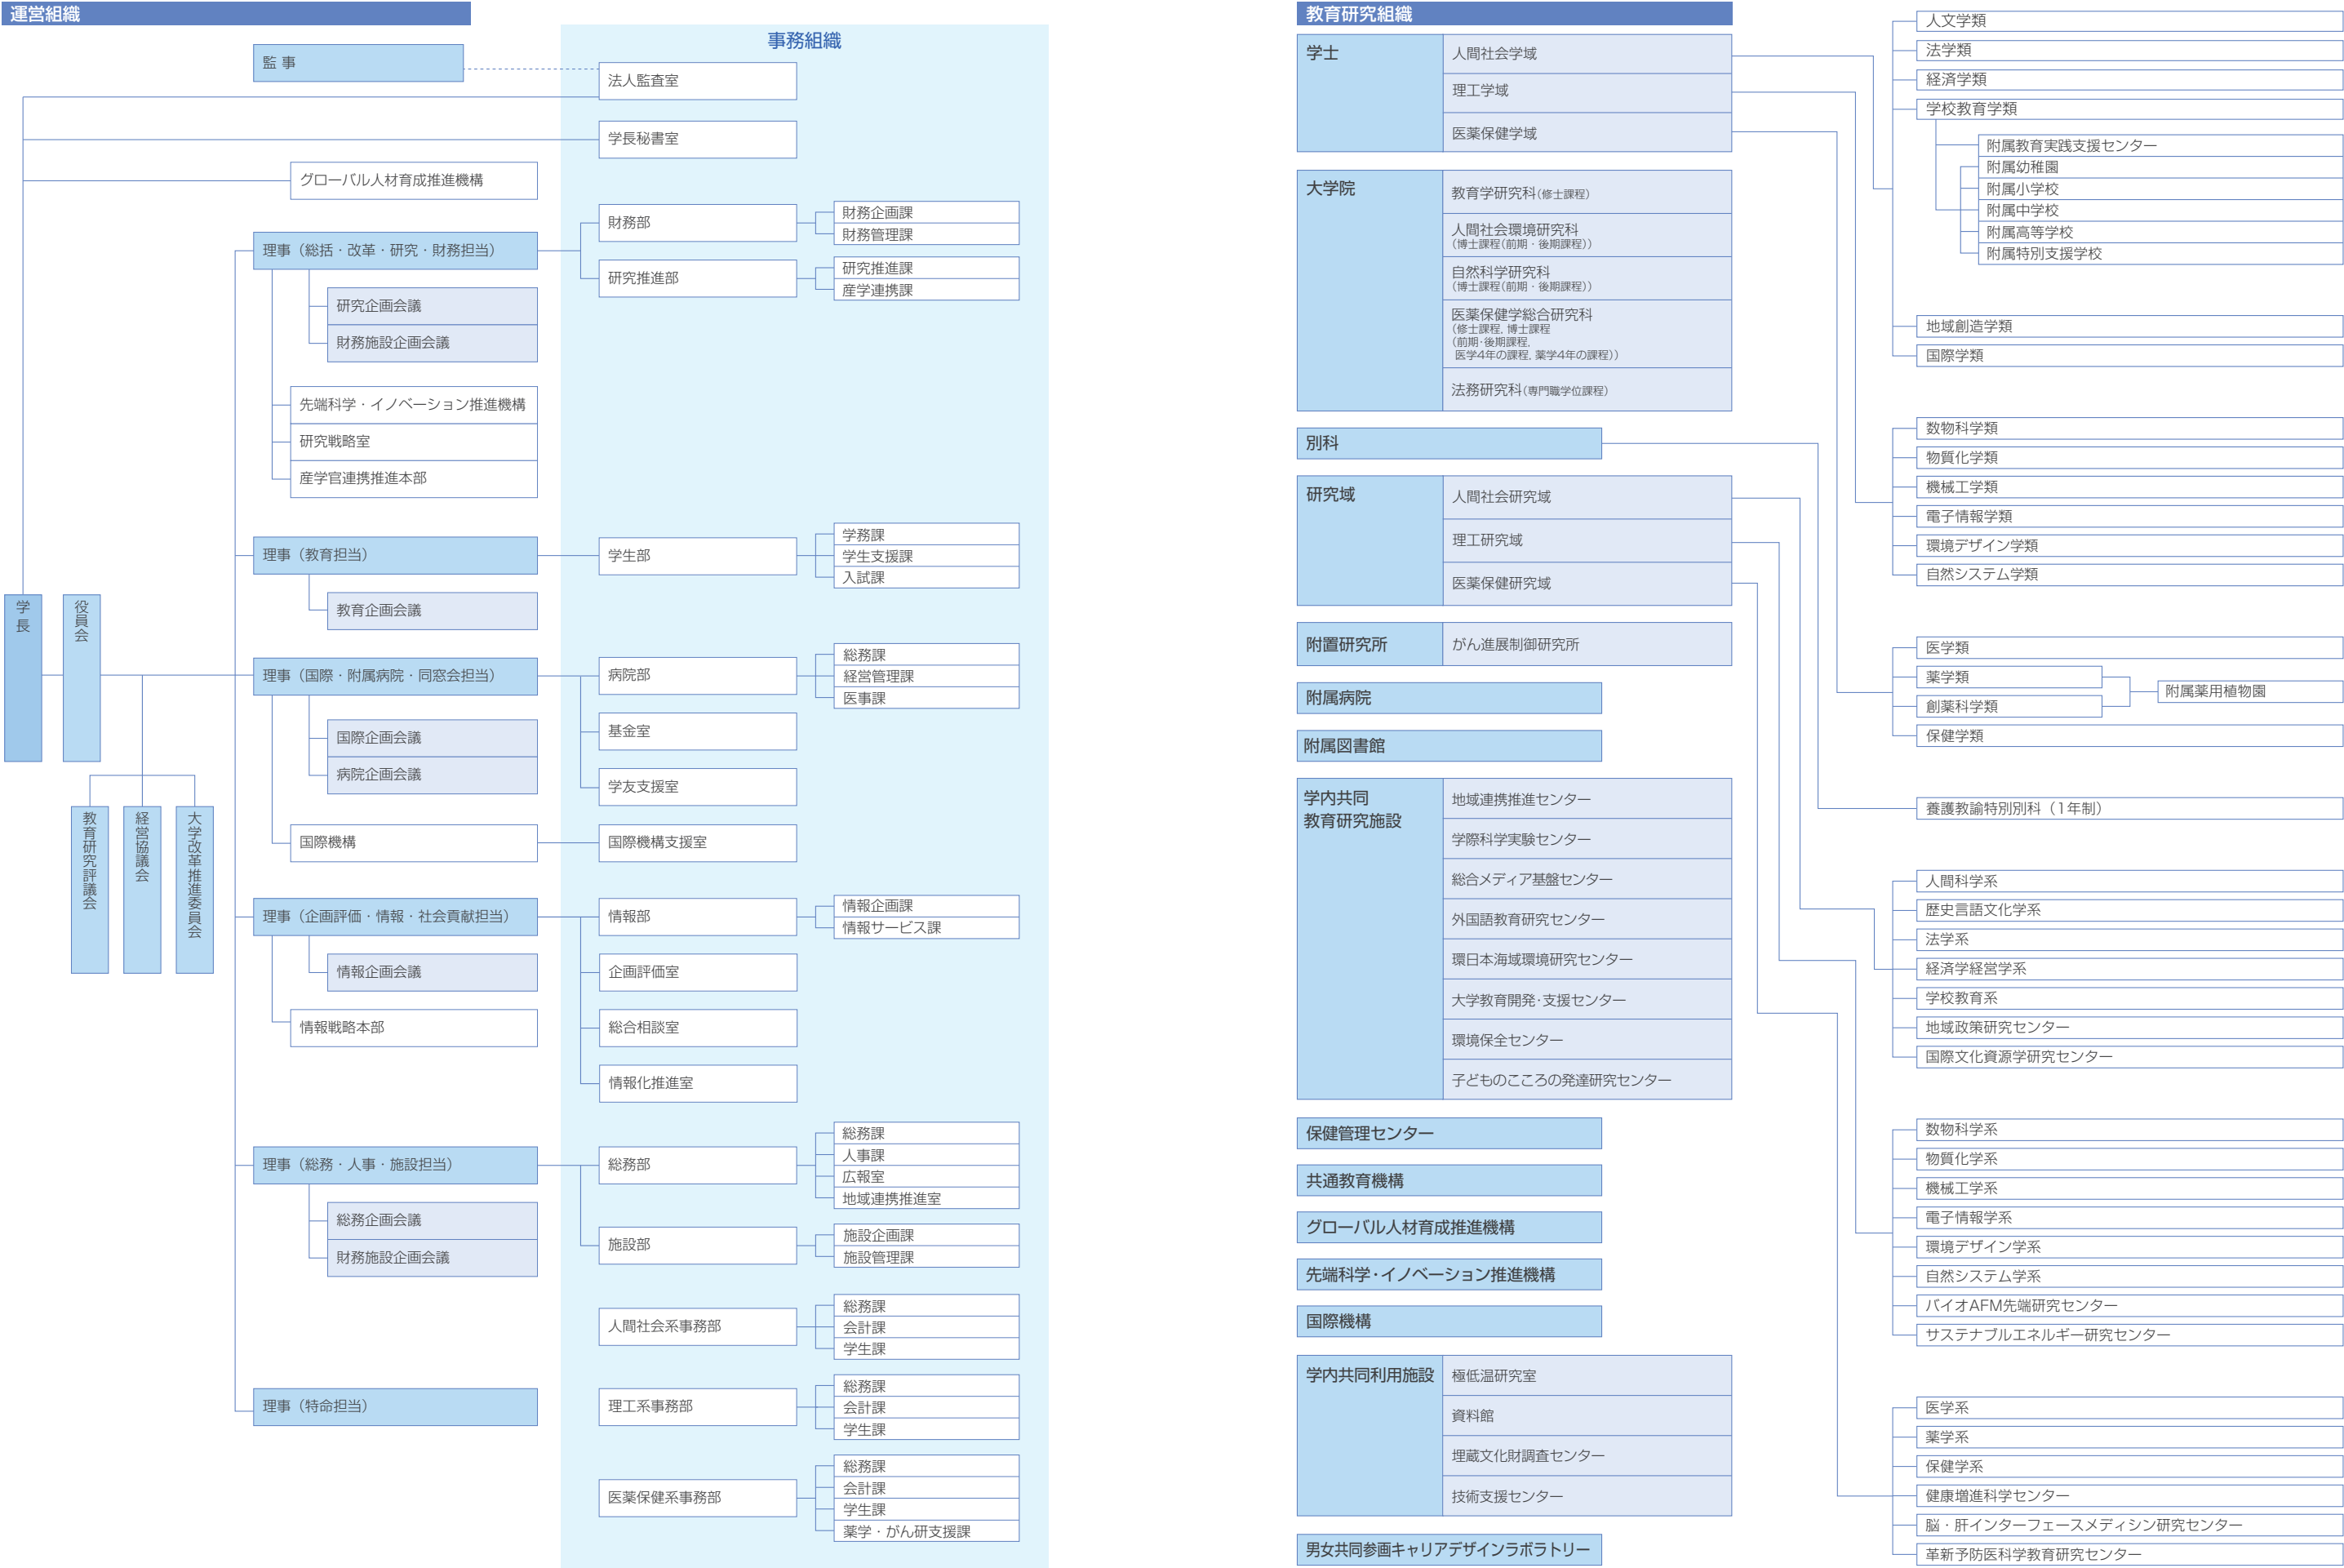 運営組織
事務組織
監 事
法人監査室
学長秘書室
グローバル人材育成推進機構
理事（総括・改革・研究・財務担当）
財務部
財務企画課
財務管理課
研究推進部
研究推進課
産学連携課
研究企画会議
財務施設企画会議
先端科学・イノベーション推進機構
研究戦略室
産学官連携推進本部
理事（教育担当）
学生部
学務課
学生支援課
入試課
教育企画会議
学長
役員会
理事（国際・附属病院・同窓会担当）
病院部
総務課
経営管理課
医事課
基金室
学友支援室
国際企画会議
病院企画会議
国際機構
国際機構支援室
教育研究評議会
経営協議会
大学改革推進委員会
理事（企画評価・情報・社会貢献担当）
情報部
情報企画課
情報サービス課
企画評価室
総合相談室
情報化推進室
情報企画会議
情報戦略本部
理事（総務・人事・施設担当）
総務部
総務課
人事課
広報室
地域連携推進室
施設部
施設企画課
施設管理課
総務企画会議
財務施設企画会議
人間社会系事務部
総務課
会計課
学生課
理事（特命担当）
理工系事務部
総務課
会計課
学生課
医薬保健系事務部
総務課
会計課
学生課
薬学・がん研支援課
教育研究組織
学士
人間社会学域
理工学域
医薬保健学域
大学院
教育学研究科（修士課程）
人間社会環境研究科
（博士課程（前期・後期課程））
自然科学研究科
（博士課程（前期・後期課程））
医薬保健学総合研究科
（修士課程, 博士課程
（前期・後期課程,
医学4年の課程, 薬学4年の課程））
法務研究科（専門職学位課程）
別科
研究域
人間社会研究域
理工研究域
医薬保健研究域
附置研究所
がん進展制御研究所
附属病院
附属図書館
学内共同
教育研究施設
地域連携推進センター
学際科学実験センター
総合メディア基盤センター
外国語教育研究センター
環日本海域環境研究センター
大学教育開発・支援センター
環境保全センター
子どものこころの発達研究センター
保健管理センター
共通教育機構
グローバル人材育成推進機構
先端科学・イノベーション推進機構
国際機構
学内共同利用施設
極低温研究室
資料館
埋蔵文化財調査センター
技術支援センター
男女共同参画キャリアデザインラボラトリー
人文学類
法学類
経済学類
学校教育学類
附属教育実践支援センター
附属幼稚園
附属小学校
附属中学校
附属高等学校
附属特別支援学校
地域創造学類
国際学類
数物科学類
物質化学類
機械工学類
電子情報学類
環境デザイン学類
自然システム学類
医学類
薬学類
創薬科学類
附属薬用植物園
保健学類
養護教諭特別別科（1年制）
人間科学系
歴史言語文化学系
法学系
経済学経営学系
学校教育系
地域政策研究センター
国際文化資源学研究センター
数物科学系
物質化学系
機械工学系
電子情報学系
環境デザイン学系
自然システム学系
バイオAFM先端研究センター
サステナブルエネルギー研究センター
医学系
薬学系
保健学系
健康増進科学センター
脳・肝インターフェースメディシン研究センター
革新予防医科学教育研究センター